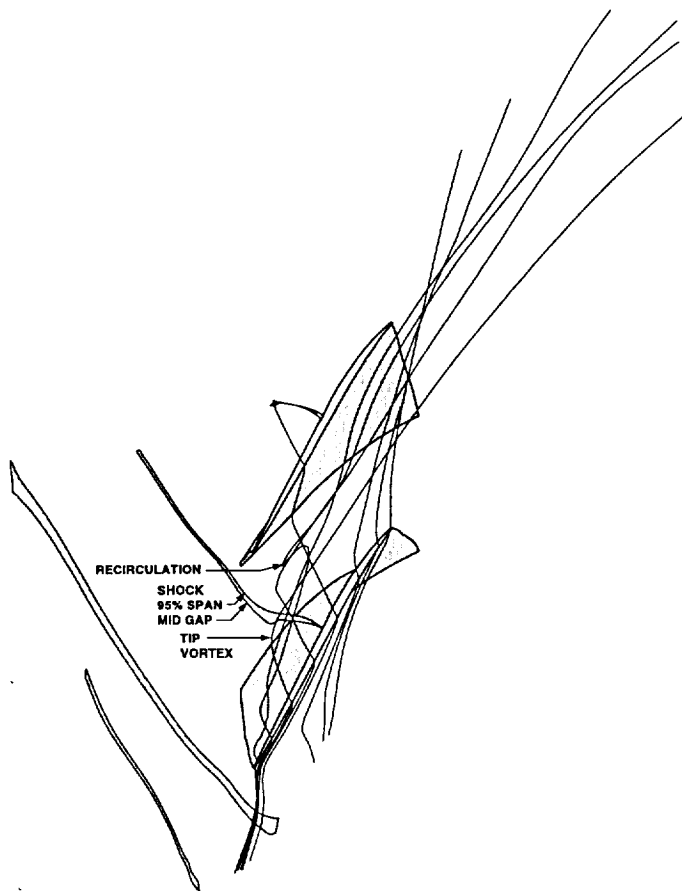 RECIRCULATION
SHOCK
95% SPAN
MID GAP
TIP
VORTEX